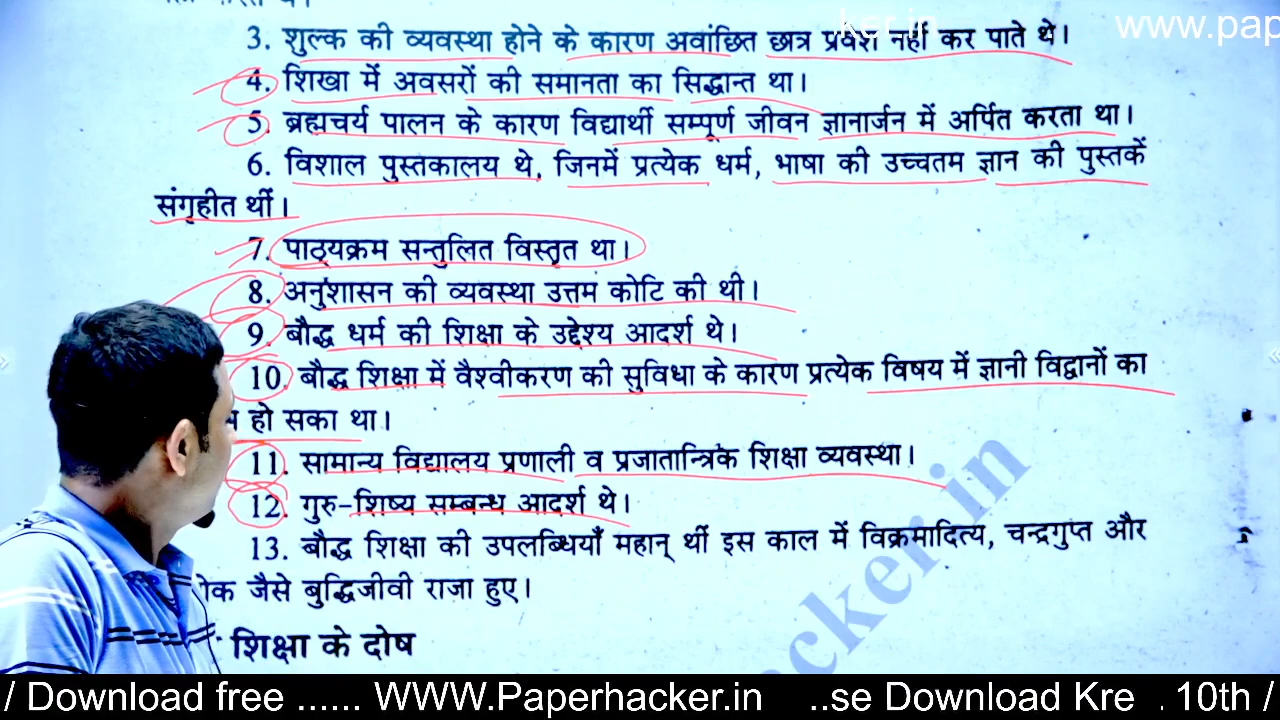 ker.in
www.pap
3. शुल्क की व्यवस्था होने के कारण अवांछित छात्र प्रवेश नहीं कर पाते थे।
4. शिखा में अवसरों की समानता का सिद्धान्त था।
5. ब्रह्मचर्य पालन के कारण विद्यार्थी सम्पूर्ण जीवन ज्ञानार्जन में अर्पित करता था।
6. विशाल पुस्तकालय थे, जिनमें प्रत्येक धर्म, भाषा की उच्चतम ज्ञान की पुस्तकें
संगृहीत थीं।
7. पाठ्यक्रम सन्तुलित विस्तृत था।
8. अनुशासन की व्यवस्था उत्तम कोटि की थी।
9. बौद्ध धर्म की शिक्षा के उद्देश्य आदर्श थे।
10. बौद्ध शिक्षा में वैश्वीकरण की सुविधा के कारण प्रत्येक विषय में ज्ञानी विद्वानों का
हो सका था।
11. सामान्य विद्यालय प्रणाली व प्रजातान्त्रिक शिक्षा व्यवस्था।
12. गुरु-शिष्य सम्बन्ध आदर्श थे।
13. बौद्ध शिक्षा की उपलब्धियाँ महान् थीं इस काल में विक्रमादित्य, चन्द्रगुप्त और
ोक जैसे बुद्धिजीवी राजा हुए।
शिक्षा के दोष
acker.in
/ Download free ...... WWW.Paperhacker.in ..se Download Kre . 10th /